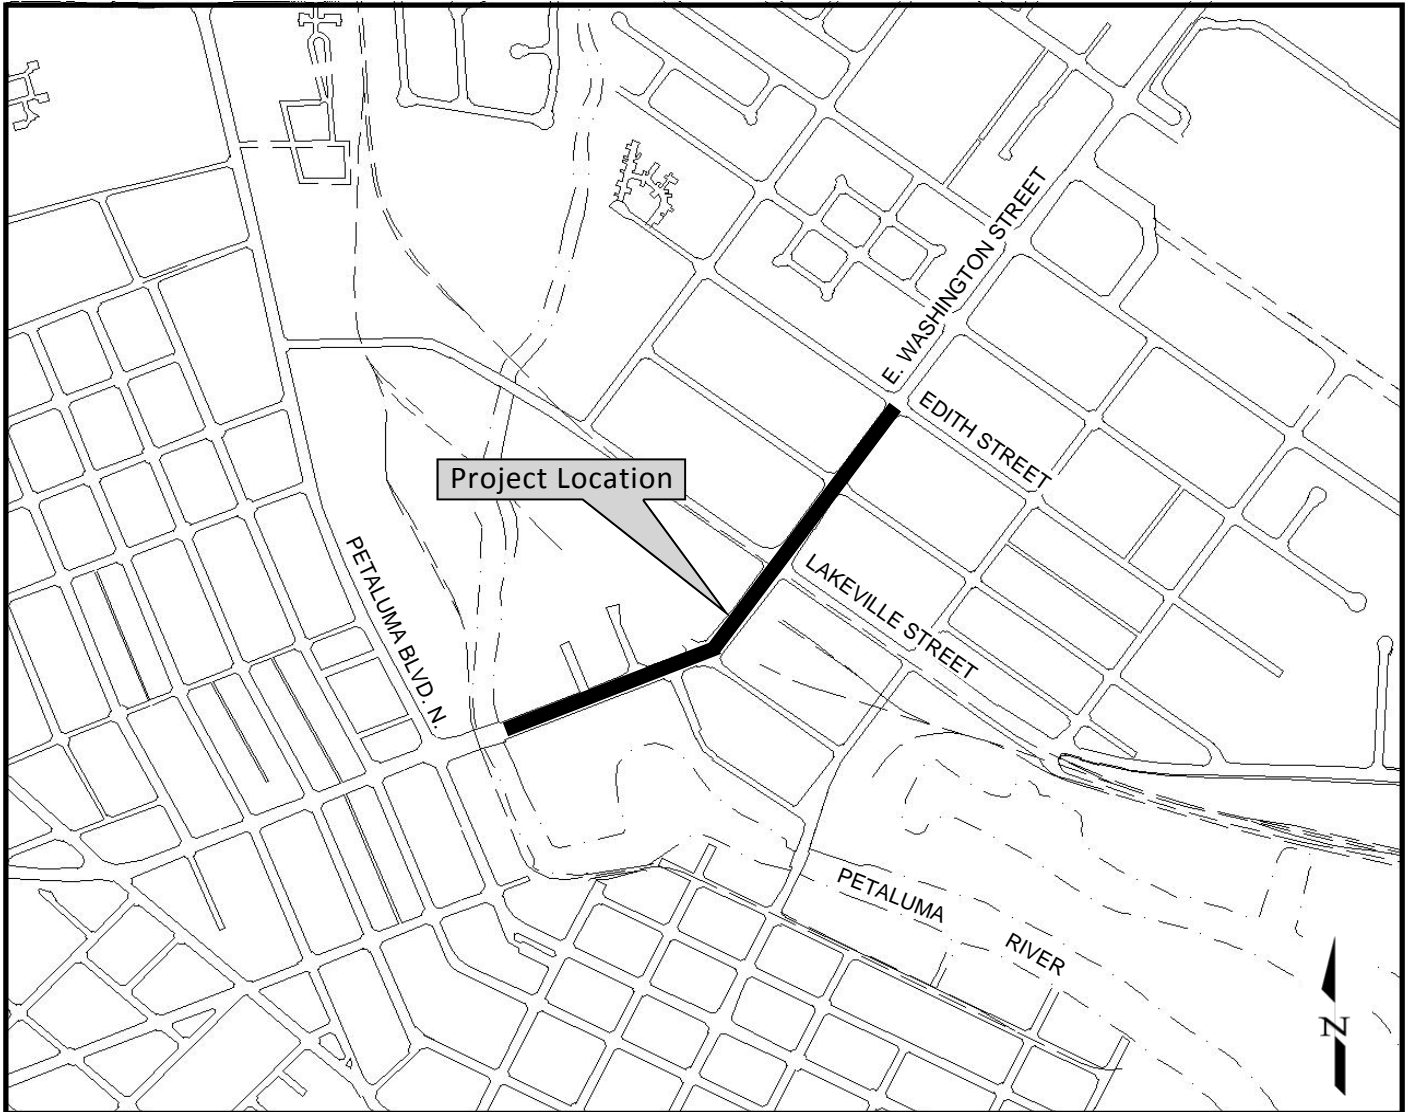 E. WASHINGTON STREET
EDITH STREET
Project Location
LAKEVILLE STREET
PETALUMA BLVD. N.
PETALUMA
RIVER
N